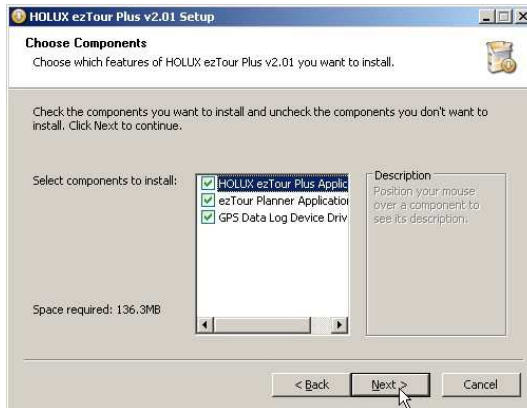 HOLUX ezTour Plus v2.01 Setup
Choose Components
Choose which features of HOLUX ezTour Plus v2.01 you want to install.
Check the components you want to install and uncheck the components you don't want to
install. Click Next to continue.
Select components to install:
HOLUX ezTour Plus Applic
ezTour Planner Application
GPS Data Log Device Driv
Description
Position your mouse
over a component to
see its description.
Space required: 136.3MB
< Back
Next >
Cancel